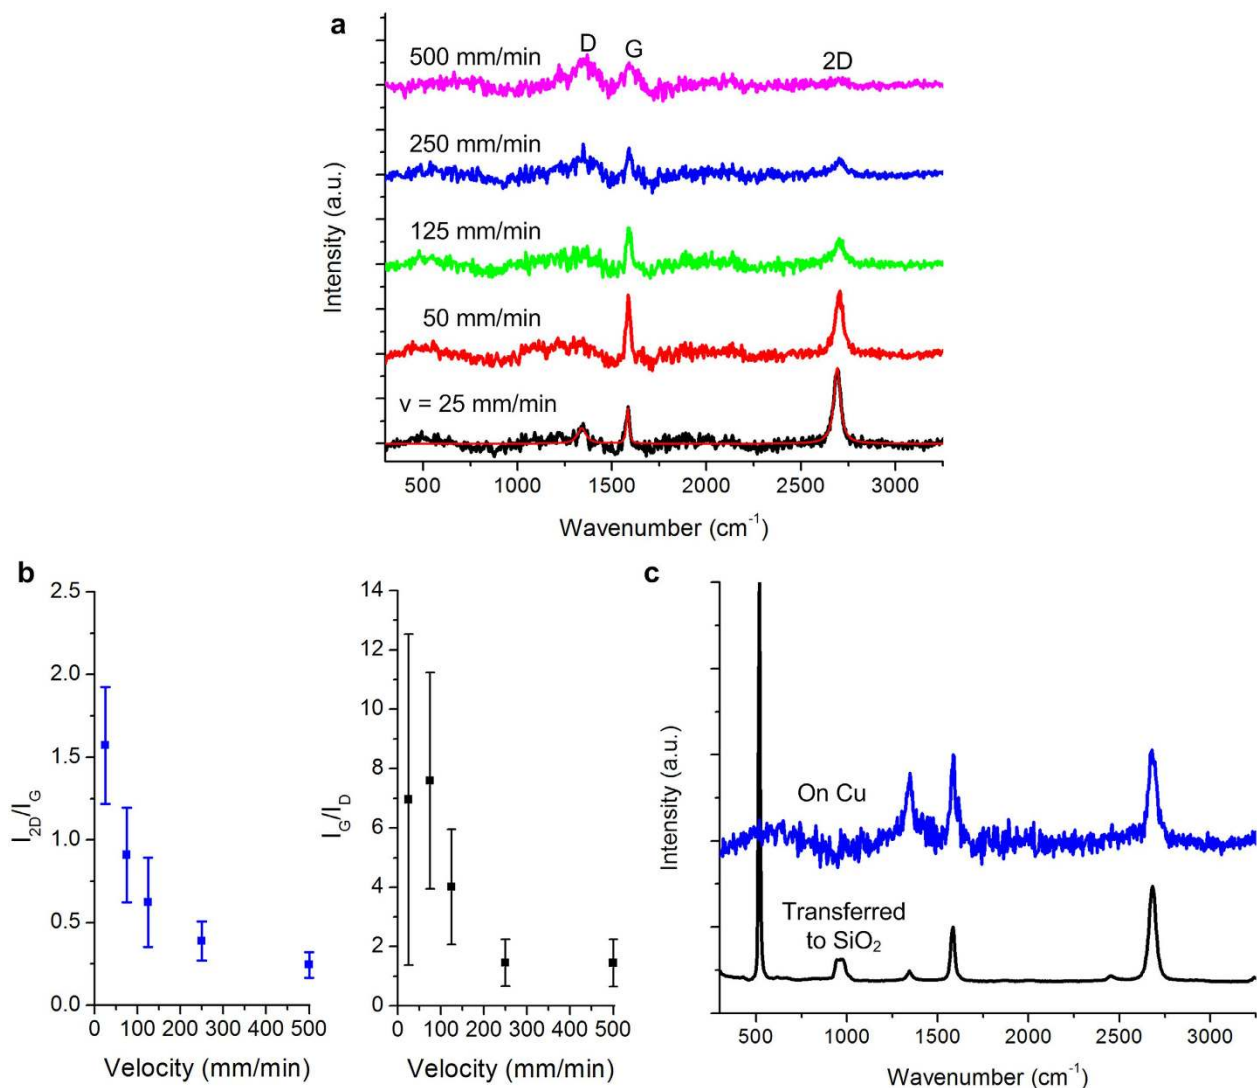 a
500 mm/min
D
G
2D
250 mm/min
125 mm/min
50 mm/min
v = 25 mm/min
Intensity (a.u.)
500 1000 1500 2000 2500 3000
Wavenumber (cm⁻¹)
b
2.5
2.0
1.5
1.0
0.5
0.0
I₂D/I_G
0 100 200 300 400 500
Velocity (mm/min)
14
12
10
8
6
4
2
0
I_G/I_D
0 100 200 300 400 500
Velocity (mm/min)
c
On Cu
Transferred
to SiO₂
Intensity (a.u.)
500 1000 1500 2000 2500 3000
Wavenumber (cm⁻¹)